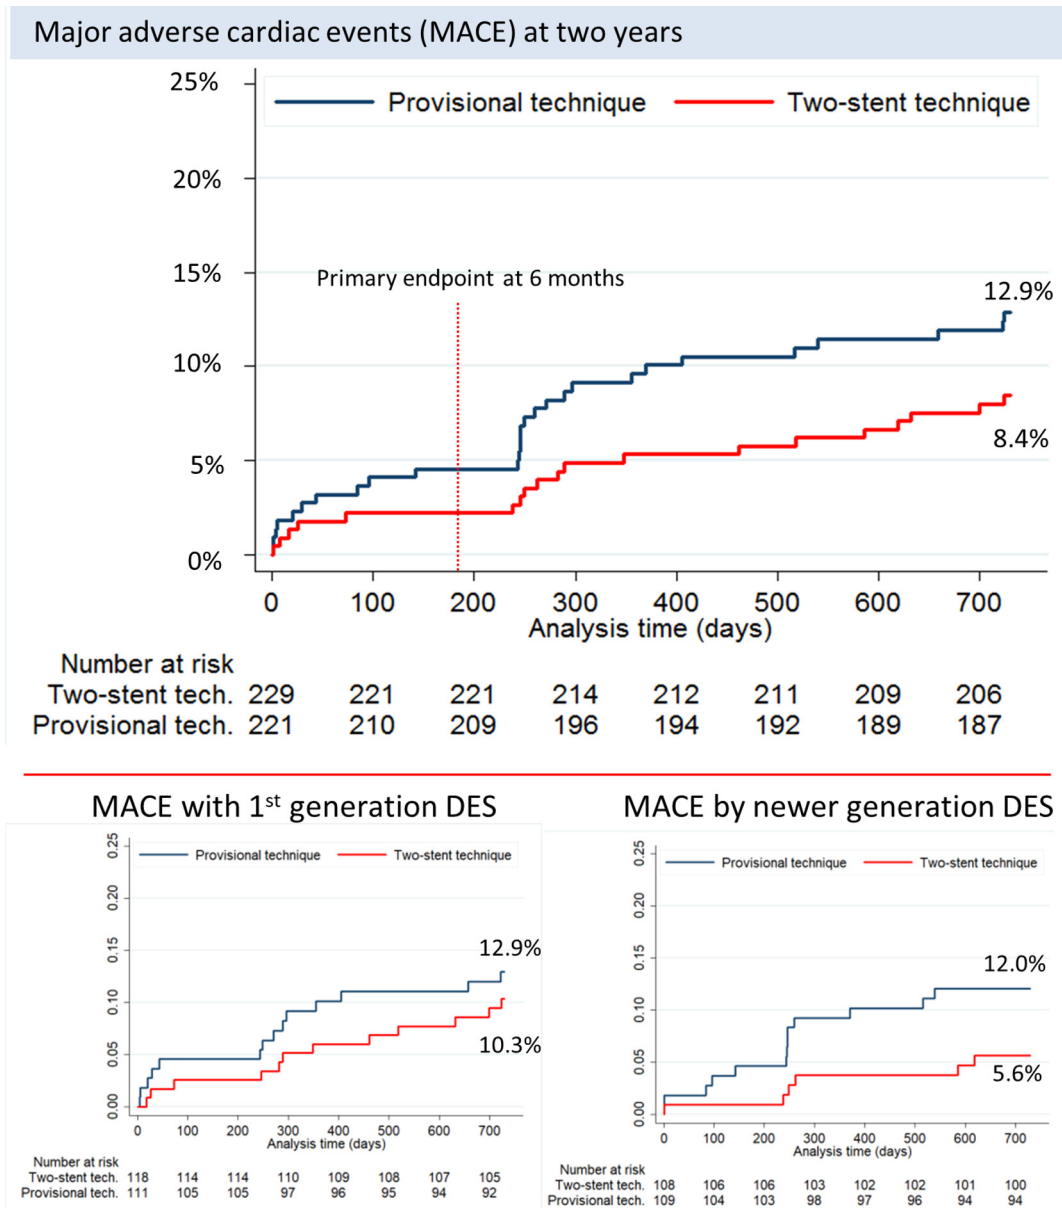 Major adverse cardiac events (MACE) at two years
25%
Provisional technique Two-stent technique
20%
15%
Primary endpoint at 6 months
12.9%
10%
8.4%
5%
0%
0 100 200 300 400 500 600 700
Analysis time (days)
Number at risk
Two-stent tech. 229 221 221 214 212 211 209 206
Provisional tech. 221 210 209 196 194 192 189 187
MACE with 1st generation DES
0.25
Provisional technique Two-stent technique
0.20
0.15
12.9%
0.10
10.3%
0.05
0.00
0 100 200 300 400 500 600 700
Analysis time (days)
Number at risk
Two-stent tech. 118 114 114 110 109 108 107 105
Provisional tech. 111 105 105 97 96 95 94 92
MACE by newer generation DES
0.25
Provisional technique Two-stent technique
0.20
0.15
12.0%
0.10
0.05
5.6%
0.00
0 100 200 300 400 500 600 700
Analysis time (days)
Number at risk
Two-stent tech. 108 106 106 103 102 102 101 100
Provisional tech. 109 104 103 98 97 96 94 94